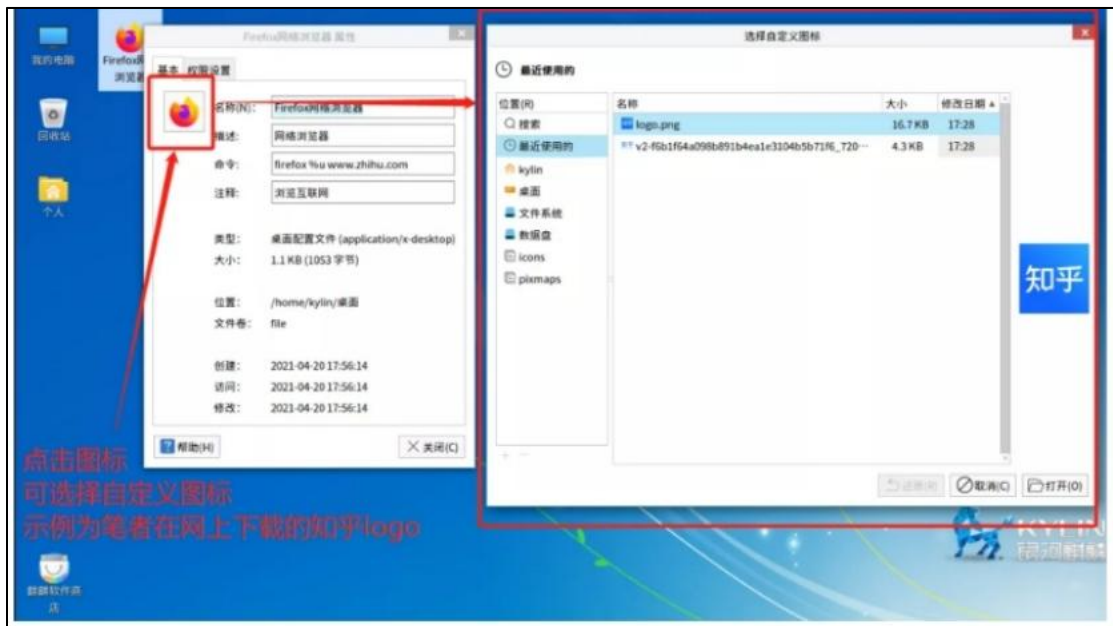 我的电脑
Firefox网
浏览器
回收站
个人
Firefox网络浏览器 属性
基本 权限设置
名称(N): Firefox网络浏览器
描述: 网络浏览器
命令: firefox %u www.zhihu.com
注释: 浏览互联网
类型: 桌面配置文件 (application/x-desktop)
大小: 1.1 KB (1053 字节)
位置: /home/kylin/桌面
文件卷: file
创建: 2021-04-20 17:56:14
访问: 2021-04-20 17:56:14
修改: 2021-04-20 17:56:14
帮助(H) 关闭(C)
选择自定义图标
最近使用的
位置(R) 名称 大小 修改日期
搜索 logo.png 16.7 KB 17:28
最近使用的 v2-f6b1f64a098b891b4ea1e3104b5b71f6_720… 4.3 KB 17:28
kylin
桌面
文件系统
数据盘
icons
pixmaps
知乎
取消(C) 打开(O)
点击图标
可选择自定义图标
示例为笔者在网上下载的知乎logo
KYLIN
银河麒麟
麒麟软件商
店